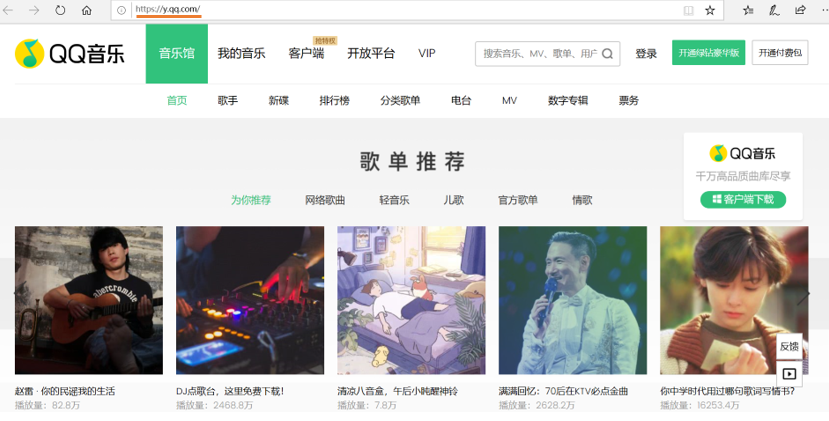 https://y.qq.com/
QQ音乐
音乐馆 我的音乐 客户端 抢特权 开放平台 VIP 搜索音乐、MV、歌单、用户 登录 开通绿钻豪华版 开通付费包
首页 歌手 新碟 排行榜 分类歌单 电台 MV 数字专辑 票务
歌单推荐
QQ音乐
千万高品质曲库尽享
客户端下载
为你推荐 网络歌曲 轻音乐 儿歌 官方歌单 情歌
abercrombie
反馈
赵雷 · 你的民谣我的生活
播放量：82.8万
DJ点歌台，这里免费下载！
播放量：2468.8万
清凉八音盒，午后小盹醒神铃
播放量：7.8万
满满回忆：70后在KTV必点金曲
播放量：2628.2万
你中学时代用过哪句歌词写情书？
播放量：16253.4万